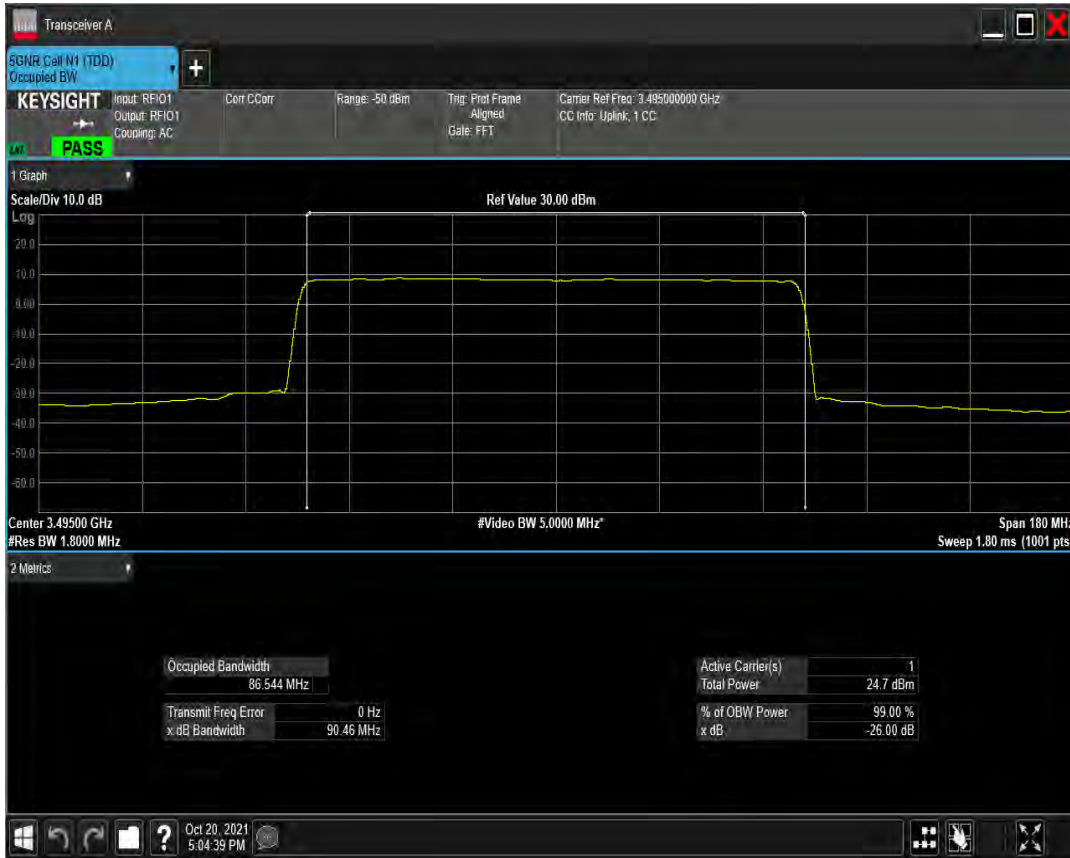 Transceiver A
5GNR Cell N1 (TDD)
Occupied BW
+
KEYSIGHT
Input: RFIO1
Output: RFIO1
Coupling: AC
Corr CCorr
Range: -50 dBm
Trig: Prot Frame
Aligned
Gate: FFT
Carrier Ref Freq: 3.495000000 GHz
CC Info: Uplink, 1 CC
PASS
1 Graph
Scale/Div 10.0 dB
Ref Value 30.00 dBm
Log
20.0
10.0
0.00
-10.0
-20.0
-30.0
-40.0
-50.0
-60.0
Center 3.49500 GHz
#Video BW 5.0000 MHz*
Span 180 MHz
#Res BW 1.8000 MHz
Sweep 1.80 ms (1001 pts
2 Metrics
Occupied Bandwidth
86.544 MHz
Transmit Freq Error 0 Hz
x dB Bandwidth 90.46 MHz
Active Carrier(s) 1
Total Power 24.7 dBm
% of OBW Power 99.00 %
x dB -26.00 dB
?
Oct 20, 2021
5:04:39 PM